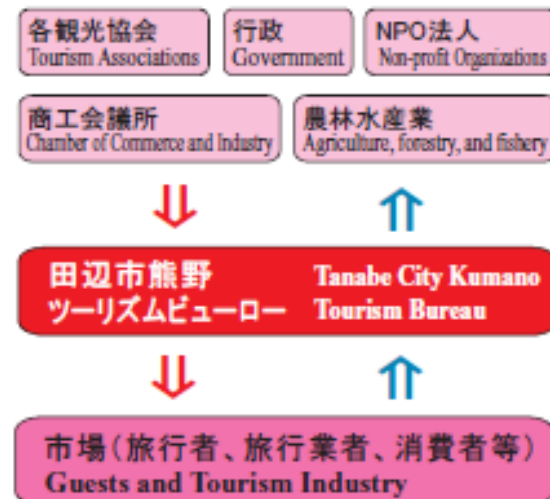 各観光協会
Tourism Associations
行政
Government
NPO法人
Non-profit Organizations
商工会議所
Chamber of Commerce and Industry
農林水産業
Agriculture, forestry, and fishery
田辺市熊野
ツーリズムビューロー
Tanabe City Kumano
Tourism Bureau
市場(旅行者、旅行業者、消費者等)
Guests and Tourism Industry